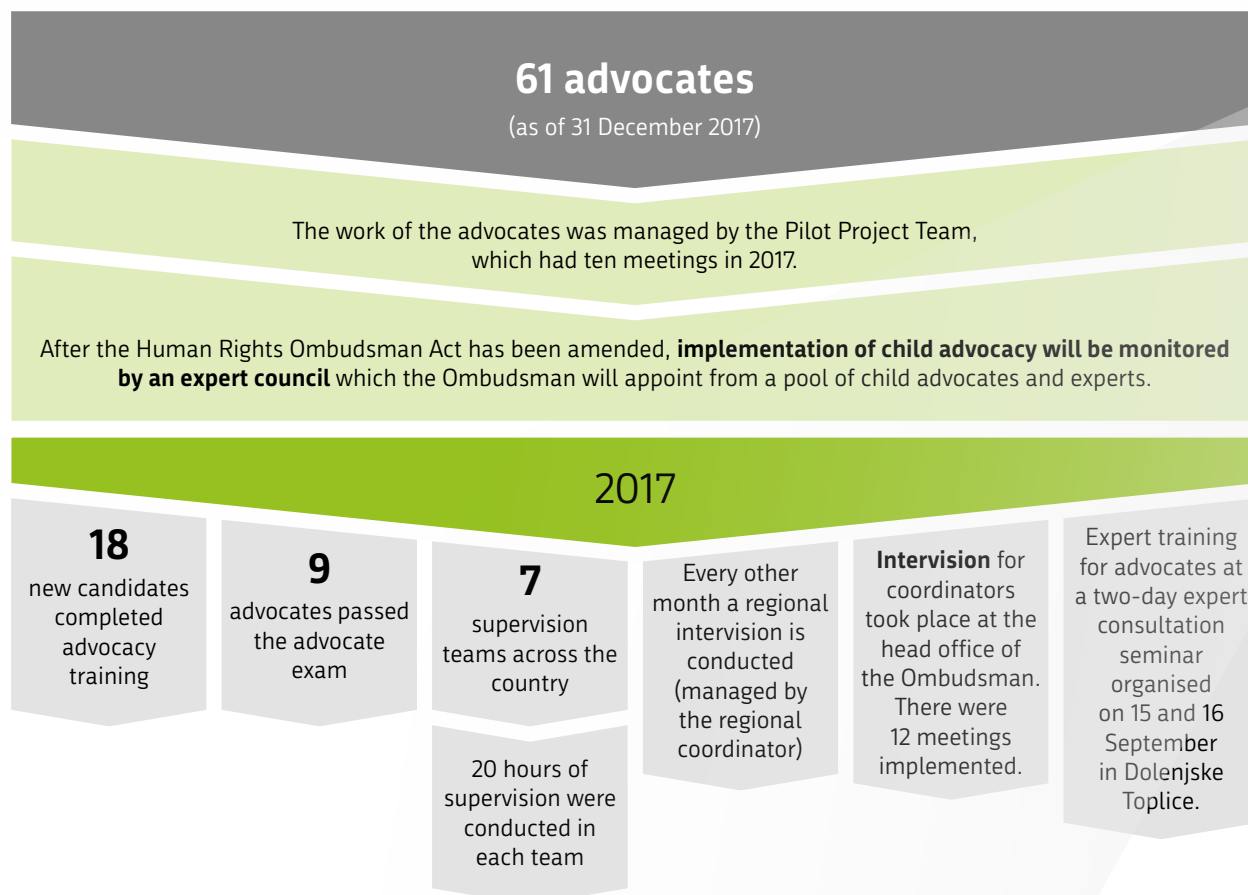 61 advocates
(as of 31 December 2017)
The work of the advocates was managed by the Pilot Project Team,
which had ten meetings in 2017.
After the Human Rights Ombudsman Act has been amended, implementation of child advocacy will be monitored
by an expert council which the Ombudsman will appoint from a pool of child advocates and experts.
2017
18
new candidates
completed
advocacy
training
9
advocates passed
the advocate
exam
7
supervision
teams across the
country
20 hours of
supervision were
conducted in
each team
Every other
month a regional
intervision is
conducted
(managed by
the regional
coordinator)
Intervision for
coordinators
took place at the
head office of
the Ombudsman.
There were
12 meetings
implemented.
Expert training
for advocates at
a two-day expert
consultation
seminar
organised
on 15 and 16
September
in Dolenjske
Toplice.